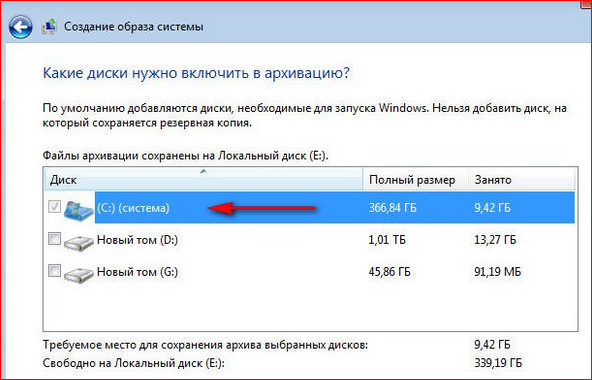 Создание образа системы
Какие диски нужно включить в архивацию?
По умолчанию добавляются диски, необходимые для запуска Windows. Нельзя добавить диск, на
который сохраняется резервная копия.
Файлы архивации сохранены на Локальный диск (E:).
Диск Полный размер Занято
(C:) (система) 366,84 ГБ 9,42 ГБ
Новый том (D:) 1,01 ТБ 13,27 ГБ
Новый том (G:) 45,86 ГБ 91,19 МБ
Требуемое место для сохранения архива выбранных дисков: 9,42 ГБ
Свободно на Локальный диск (E:): 339,19 ГБ